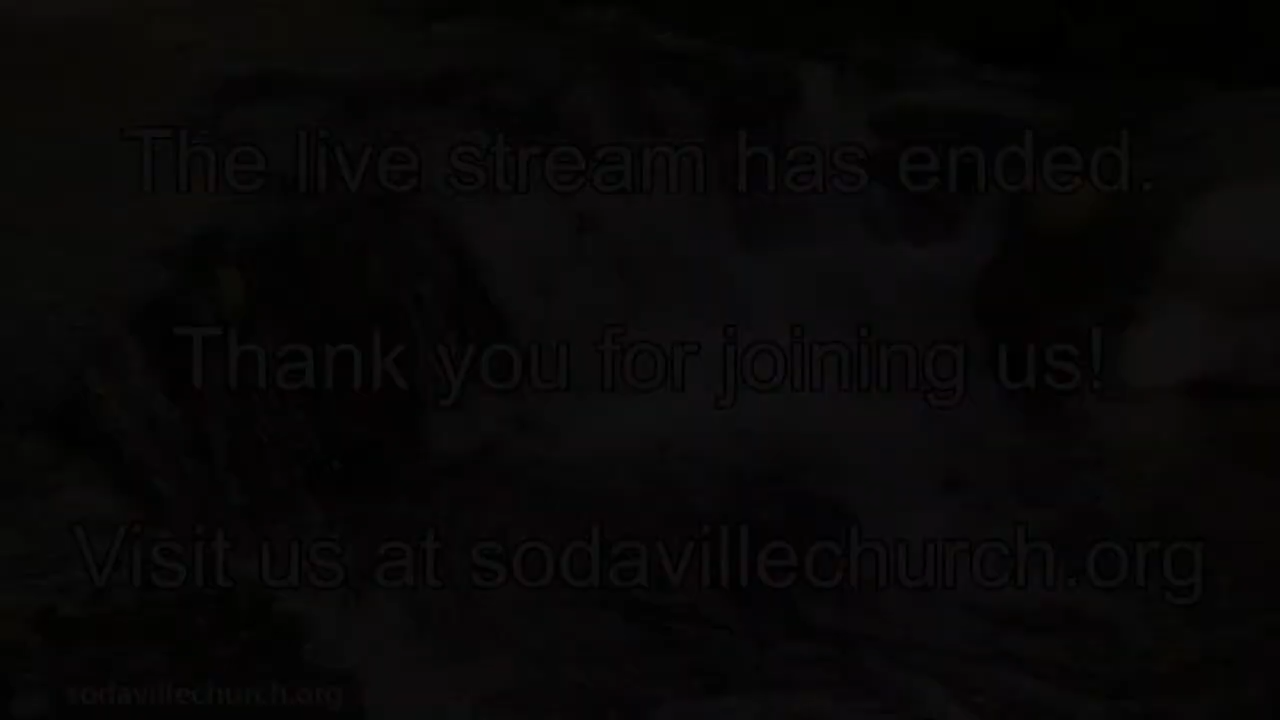 The live stream has ended.
Thank you for joining us!
Visit us at sodavillechurch.org
sodavillechurch.org